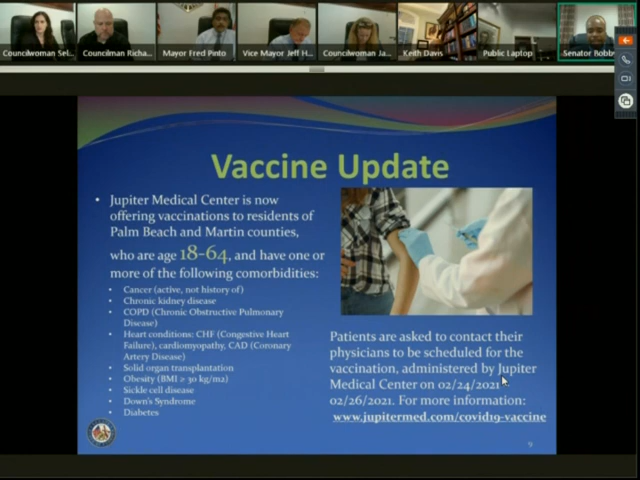 Councilwoman Sel...
Councilman Richa...
Mayor Fred Pinto
Vice Mayor Jeff H...
Councilwoman Ja...
Keith Davis
Public Laptop
Senator Bobb
Vaccine Update
• Jupiter Medical Center is now
offering vaccinations to residents of
Palm Beach and Martin counties,
who are age 18-64, and have one or
more of the following comorbidities:
• Cancer (active, not history of)
• Chronic kidney disease
• COPD (Chronic Obstructive Pulmonary
Disease)
• Heart conditions: CHF (Congestive Heart
Failure), cardiomyopathy, CAD (Coronary
Artery Disease)
• Solid organ transplantation
• Obesity (BMI ≥ 30 kg/m2)
• Sickle cell disease
• Down's Syndrome
• Diabetes
Patients are asked to contact their
physicians to be scheduled for the
vaccination, administered by Jupiter
Medical Center on 02/24/2021-
02/26/2021. For more information:
www.jupitermed.com/covid19-vaccine
9